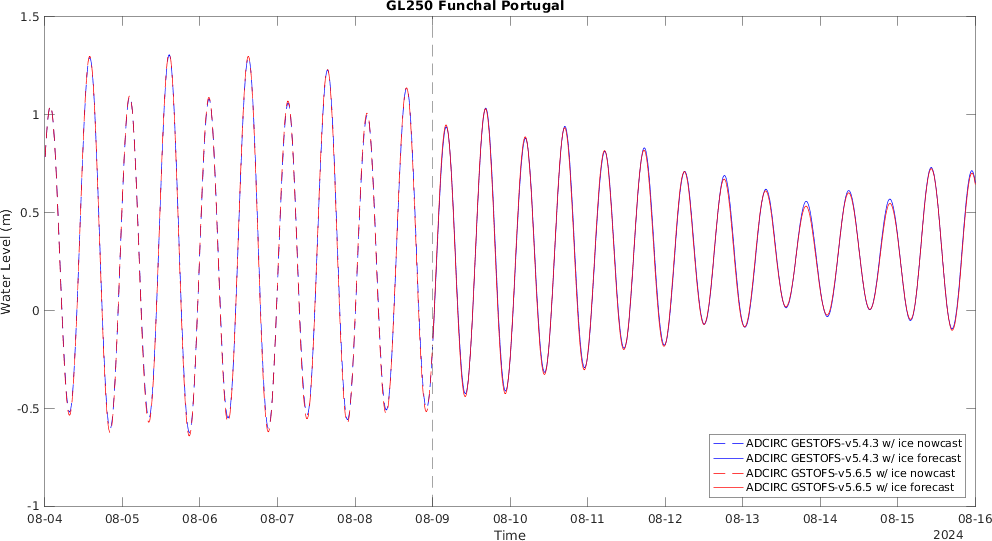 GL250 Funchal Portugal
1.5
1
0.5
0
-0.5
-1
Water Level (m)
ADCIRC GESTOFS-v5.4.3 w/ ice nowcast
ADCIRC GESTOFS-v5.4.3 w/ ice forecast
ADCIRC GSTOFS-v5.6.5 w/ ice nowcast
ADCIRC GSTOFS-v5.6.5 w/ ice forecast
08-04 08-05 08-06 08-07 08-08 08-09 08-10 08-11 08-12 08-13 08-14 08-15 08-16
Time 2024